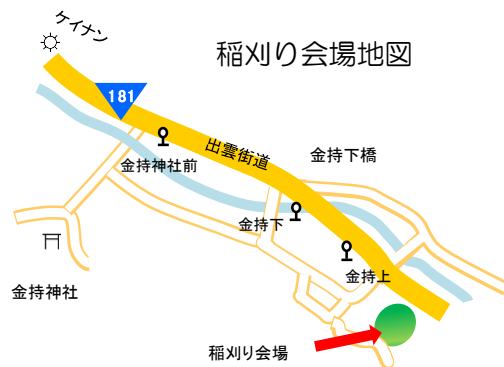 ケイナン
稲刈り会場地図
181
出雲街道
金持神社前
金持下橋
金持下
金持上
金持神社
稲刈り会場